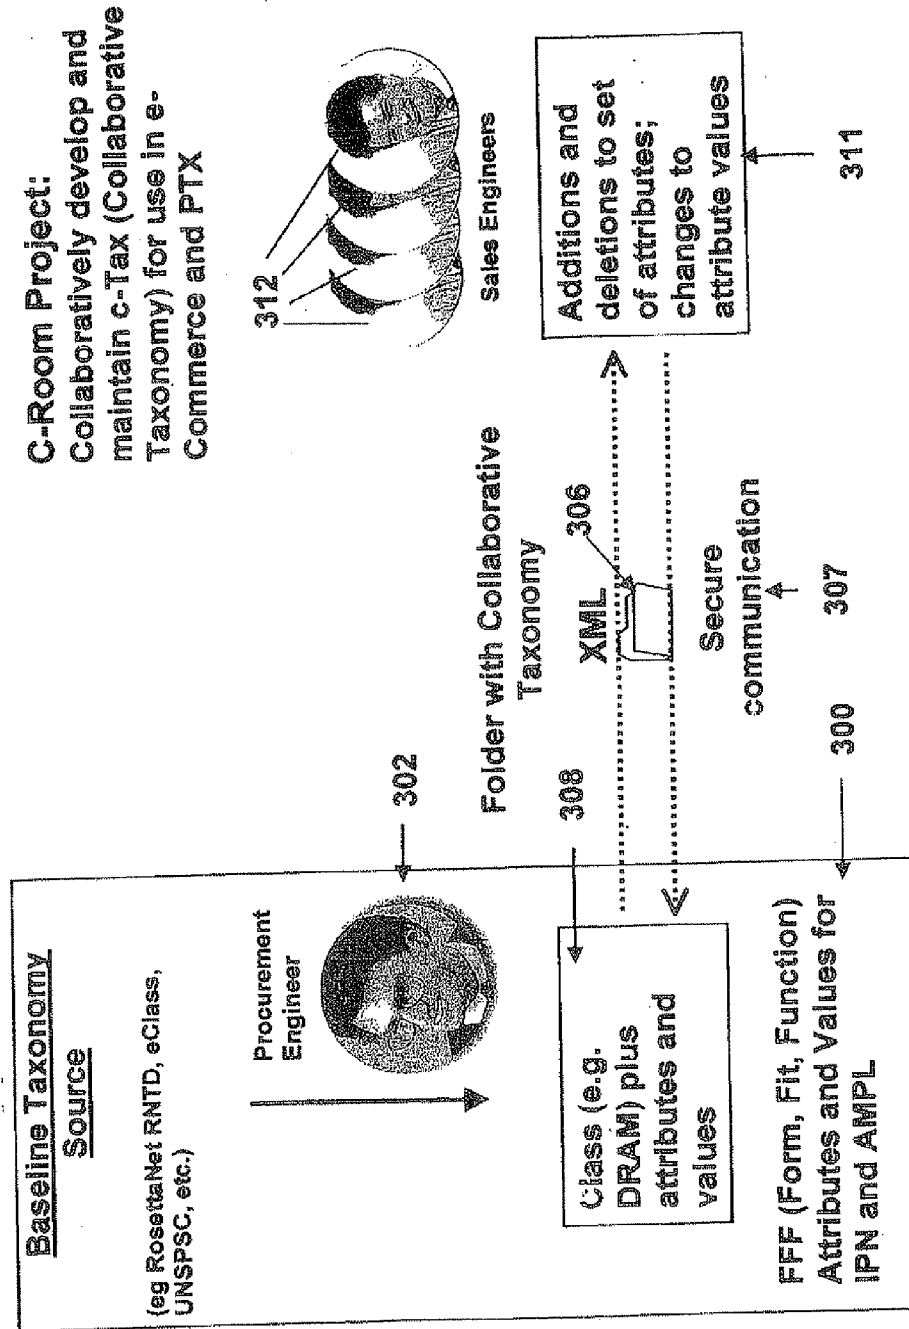 C-Room Project:
Collaboratively develop and
maintain c-Tax (Collaborative
Taxonomy) for use in e-
Commerce and PTX
Baseline Taxonomy
Source
(eg RosettaNet RNTD, eClass,
UNSPSC, etc.)
Procurement
Engineer
302
312
Sales Engineers
Folder with Collaborative
Taxonomy
308
XML
306
Class (e.g.
DRAM) plus
attributes and
values
Additions and
deletions to set
of attributes;
changes to
attribute values
Secure
communication
FFF (Form, Fit, Function)
Attributes and Values for
IPN and AMPL
300
307
311